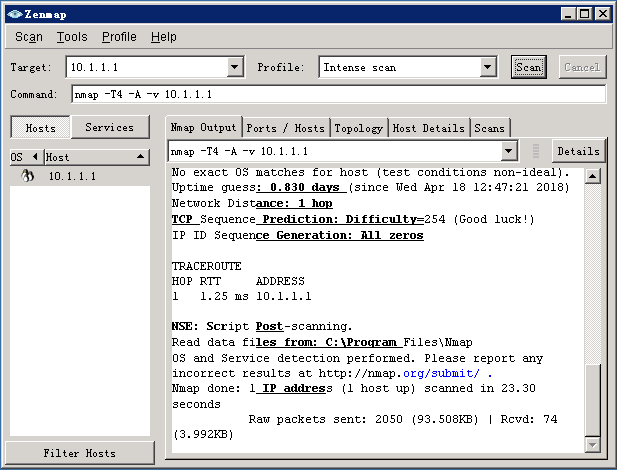 Zenmap
Scan Tools Profile Help
Target: 10.1.1.1 Profile: Intense scan Scan Cancel
Command: nmap -T4 -A -v 10.1.1.1
Hosts Services Nmap Output Ports / Hosts Topology Host Details Scans
nmap -T4 -A -v 10.1.1.1 Details
OS Host
10.1.1.1
No exact OS matches for host (test conditions non-ideal).
Uptime guess: 0.830 days (since Wed Apr 18 12:47:21 2018)
Network Distance: 1 hop
TCP Sequence Prediction: Difficulty=254 (Good luck!)
IP ID Sequence Generation: All zeros
TRACEROUTE
HOP RTT ADDRESS
1 1.25 ms 10.1.1.1
NSE: Script Post-scanning.
Read data files from: C:\Program Files\Nmap
OS and Service detection performed. Please report any
incorrect results at http://nmap.org/submit/ .
Nmap done: 1 IP address (1 host up) scanned in 23.30
seconds
Raw packets sent: 2050 (93.508KB) | Rcvd: 74
(3.992KB)
Filter Hosts